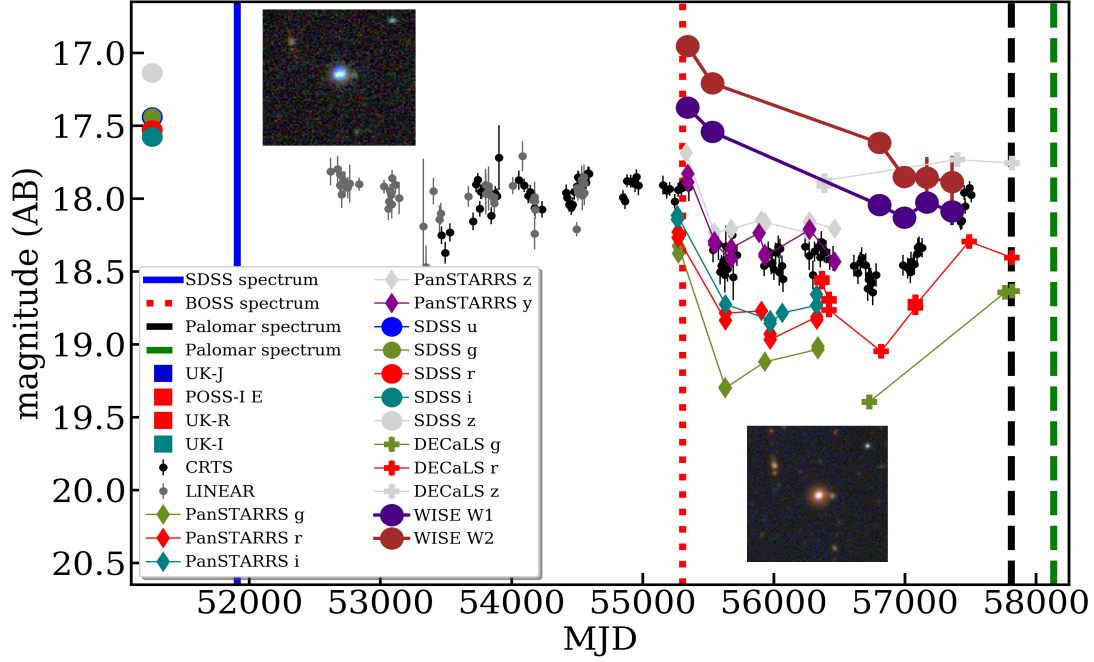 17.0
17.5
18.0
18.5
19.0
19.5
20.0
20.5
magnitude (AB)
SDSS spectrum
BOSS spectrum
Palomar spectrum
Palomar spectrum
UK-J
POSS-I E
UK-R
UK-I
CRTS
LINEAR
PanSTARRS g
PanSTARRS r
PanSTARRS i
PanSTARRS z
PanSTARRS y
SDSS u
SDSS g
SDSS r
SDSS i
SDSS z
DECaLS g
DECaLS r
DECaLS z
WISE W1
WISE W2
52000 53000 54000 55000 56000 57000 58000
MJD